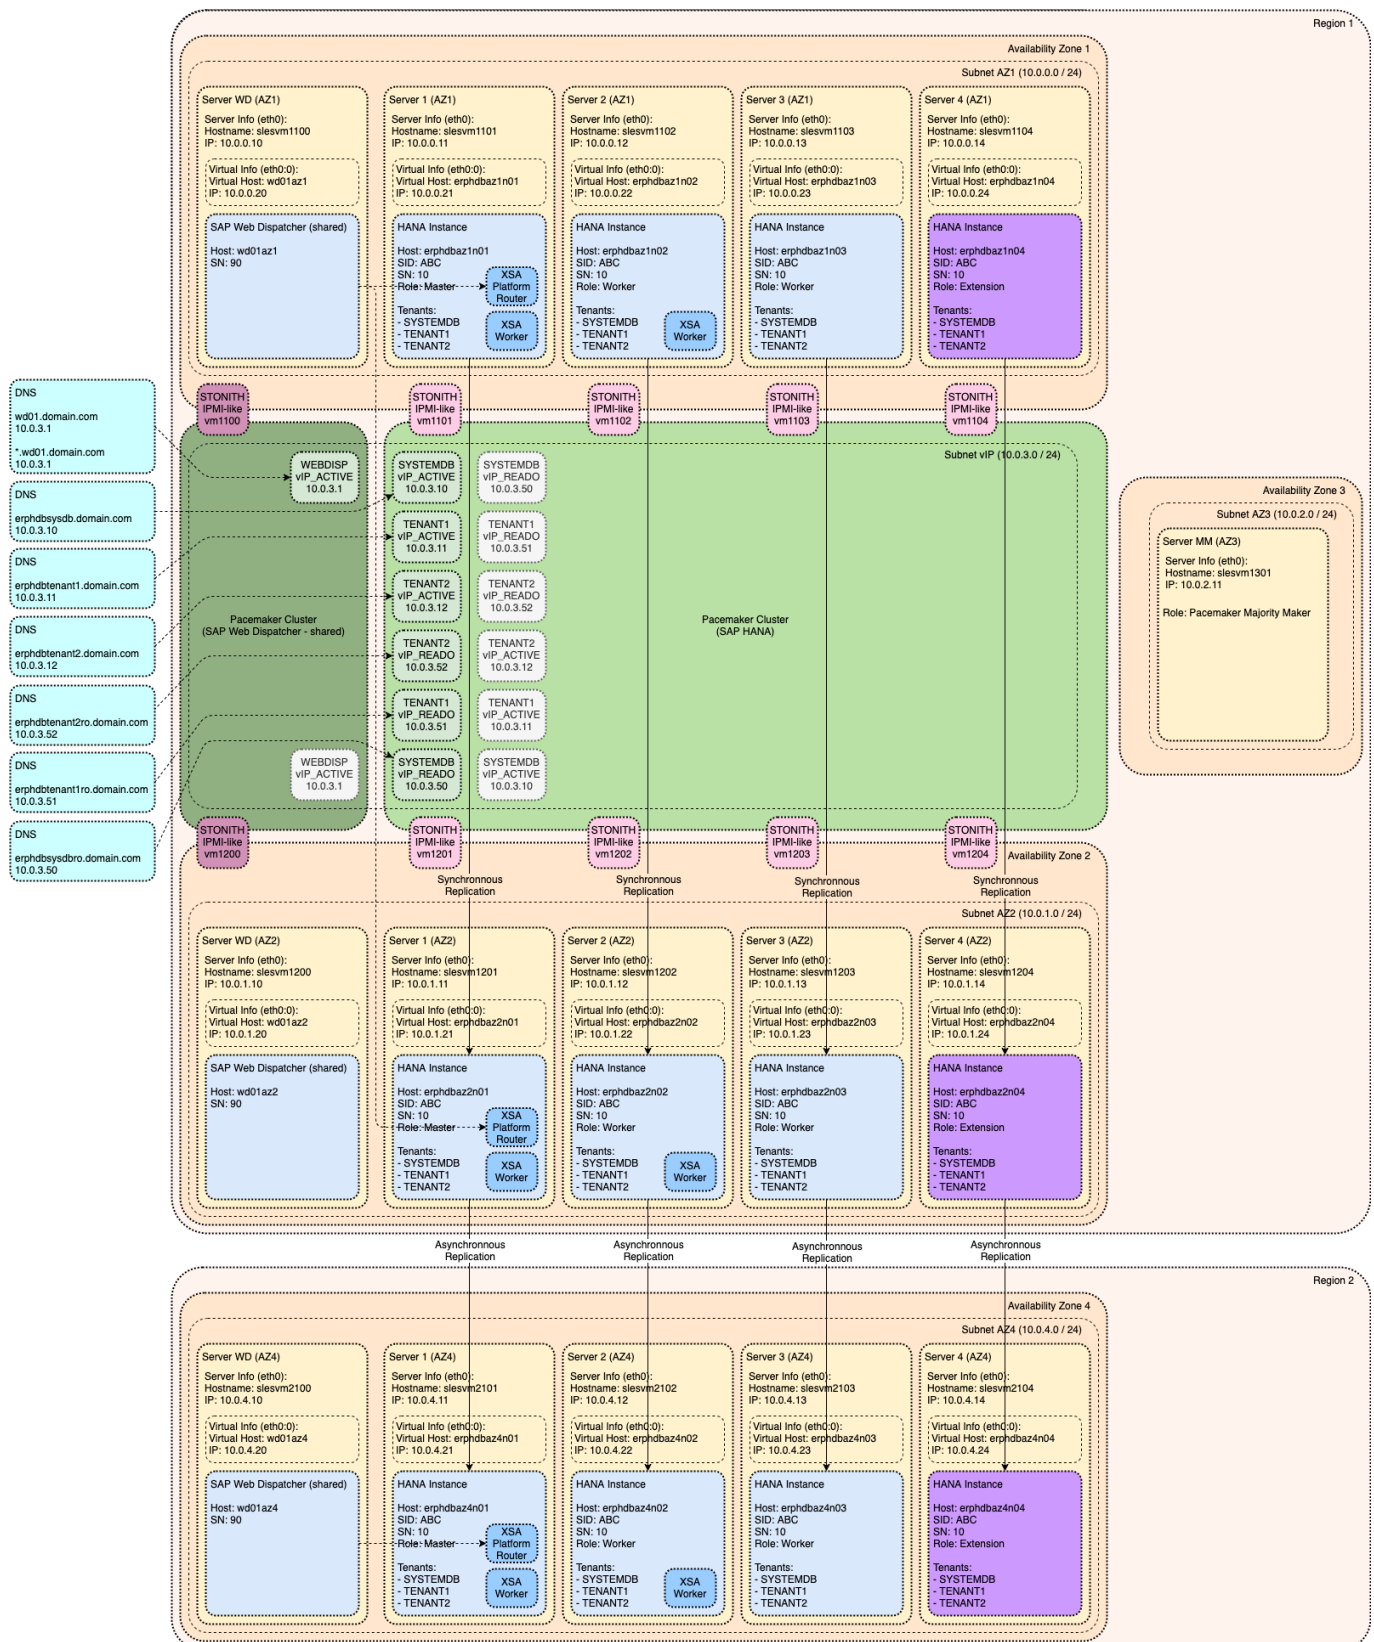 Region 1
Availability Zone 1
Subnet AZ1 (10.0.0.0 / 24)
Server WD (AZ1)
Server Info (eth0):
Hostname: slesvm1100
IP: 10.0.0.10
Virtual Info (eth0:0):
Virtual Host: wd01az1
IP: 10.0.0.20
SAP Web Dispatcher (shared)
Host: wd01az1
SN: 90
Server 1 (AZ1)
Server Info (eth0):
Hostname: slesvm1101
IP: 10.0.0.11
Virtual Info (eth0:0):
Virtual Host: erphdbaz1n01
IP: 10.0.0.21
HANA Instance
Host: erphdbaz1n01
SID: ABC
SN: 10
Role: Master
Tenants:
- SYSTEMDB
- TENANT1
- TENANT2
XSA
Platform
Router
XSA
Worker
Server 2 (AZ1)
Server Info (eth0):
Hostname: slesvm1102
IP: 10.0.0.12
Virtual Info (eth0:0):
Virtual Host: erphdbaz1n02
IP: 10.0.0.22
HANA Instance
Host: erphdbaz1n02
SID: ABC
SN: 10
Role: Worker
Tenants:
- SYSTEMDB
- TENANT1
- TENANT2
XSA
Worker
Server 3 (AZ1)
Server Info (eth0):
Hostname: slesvm1103
IP: 10.0.0.13
Virtual Info (eth0:0):
Virtual Host: erphdbaz1n03
IP: 10.0.0.23
HANA Instance
Host: erphdbaz1n03
SID: ABC
SN: 10
Role: Worker
Tenants:
- SYSTEMDB
- TENANT1
- TENANT2
Server 4 (AZ1)
Server Info (eth0):
Hostname: slesvm1104
IP: 10.0.0.14
Virtual Info (eth0:0):
Virtual Host: erphdbaz1n04
IP: 10.0.0.24
HANA Instance
Host: erphdbaz1n04
SID: ABC
SN: 10
Role: Extension
Tenants:
- SYSTEMDB
- TENANT1
- TENANT2
STONITH
IPMI-like
vm1100
STONITH
IPMI-like
vm1101
STONITH
IPMI-like
vm1102
STONITH
IPMI-like
vm1103
STONITH
IPMI-like
vm1104
DNS
wd01.domain.com
10.0.3.1
*.wd01.domain.com
10.0.3.1
DNS
erphdbsysdb.domain.com
10.0.3.10
DNS
erphdbtenant1.domain.com
10.0.3.11
DNS
erphdbtenant2.domain.com
10.0.3.12
DNS
erphdbtenant2ro.domain.com
10.0.3.52
DNS
erphdbtenant1ro.domain.com
10.0.3.51
DNS
erphdbsysdbro.domain.com
10.0.3.50
WEBDISP
vIP_ACTIVE
10.0.3.1
Pacemaker Cluster
(SAP Web Dispatcher - shared)
WEBDISP
vIP_ACTIVE
10.0.3.1
Subnet vIP (10.0.3.0 / 24)
SYSTEMDB
vIP_ACTIVE
10.0.3.10
SYSTEMDB
vIP_READO
10.0.3.50
TENANT1
vIP_ACTIVE
10.0.3.11
TENANT1
vIP_READO
10.0.3.51
TENANT2
vIP_ACTIVE
10.0.3.12
TENANT2
vIP_READO
10.0.3.52
TENANT2
vIP_READO
10.0.3.52
TENANT2
vIP_ACTIVE
10.0.3.12
TENANT1
vIP_READO
10.0.3.51
TENANT1
vIP_ACTIVE
10.0.3.11
SYSTEMDB
vIP_READO
10.0.3.50
SYSTEMDB
vIP_ACTIVE
10.0.3.10
Pacemaker Cluster
(SAP HANA)
Availability Zone 3
Subnet AZ3 (10.0.2.0 / 24)
Server MM (AZ3)
Server Info (eth0):
Hostname: slesvm1301
IP: 10.0.2.11
Role: Pacemaker Majority Maker
STONITH
IPMI-like
vm1200
STONITH
IPMI-like
vm1201
STONITH
IPMI-like
vm1202
STONITH
IPMI-like
vm1203
STONITH
IPMI-like
vm1204
Availability Zone 2
Synchronnous
Replication
Synchronnous
Replication
Synchronnous
Replication
Synchronnous
Replication
Subnet AZ2 (10.0.1.0 / 24)
Server WD (AZ2)
Server Info (eth0):
Hostname: slesvm1200
IP: 10.0.1.10
Virtual Info (eth0:0):
Virtual Host: wd01az2
IP: 10.0.1.20
SAP Web Dispatcher (shared)
Host: wd01az2
SN: 90
Server 1 (AZ2)
Server Info (eth0):
Hostname: slesvm1201
IP: 10.0.1.11
Virtual Info (eth0:0):
Virtual Host: erphdbaz2n01
IP: 10.0.1.21
HANA Instance
Host: erphdbaz2n01
SID: ABC
SN: 10
Role: Master
Tenants:
- SYSTEMDB
- TENANT1
- TENANT2
XSA
Platform
Router
XSA
Worker
Server 2 (AZ2)
Server Info (eth0):
Hostname: slesvm1202
IP: 10.0.1.12
Virtual Info (eth0:0):
Virtual Host: erphdbaz2n02
IP: 10.0.1.22
HANA Instance
Host: erphdbaz2n02
SID: ABC
SN: 10
Role: Worker
Tenants:
- SYSTEMDB
- TENANT1
- TENANT2
XSA
Worker
Server 3 (AZ2)
Server Info (eth0):
Hostname: slesvm1203
IP: 10.0.1.13
Virtual Info (eth0:0):
Virtual Host: erphdbaz2n03
IP: 10.0.1.23
HANA Instance
Host: erphdbaz2n03
SID: ABC
SN: 10
Role: Worker
Tenants:
- SYSTEMDB
- TENANT1
- TENANT2
Server 4 (AZ2)
Server Info (eth0):
Hostname: slesvm1204
IP: 10.0.1.14
Virtual Info (eth0:0):
Virtual Host: erphdbaz2n04
IP: 10.0.1.24
HANA Instance
Host: erphdbaz2n04
SID: ABC
SN: 10
Role: Extension
Tenants:
- SYSTEMDB
- TENANT1
- TENANT2
Asynchronnous
Replication
Asynchronnous
Replication
Asynchronnous
Replication
Asynchronnous
Replication
Region 2
Availability Zone 4
Subnet AZ4 (10.0.4.0 / 24)
Server WD (AZ4)
Server Info (eth0):
Hostname: slesvm2100
IP: 10.0.4.10
Virtual Info (eth0:0):
Virtual Host: wd01az4
IP: 10.0.4.20
SAP Web Dispatcher (shared)
Host: wd01az4
SN: 90
Server 1 (AZ4)
Server Info (eth0):
Hostname: slesvm2101
IP: 10.0.4.11
Virtual Info (eth0:0):
Virtual Host: erphdbaz4n01
IP: 10.0.4.21
HANA Instance
Host: erphdbaz4n01
SID: ABC
SN: 10
Role: Master
Tenants:
- SYSTEMDB
- TENANT1
- TENANT2
XSA
Platform
Router
XSA
Worker
Server 2 (AZ4)
Server Info (eth0):
Hostname: slesvm2102
IP: 10.0.4.12
Virtual Info (eth0:0):
Virtual Host: erphdbaz4n02
IP: 10.0.4.22
HANA Instance
Host: erphdbaz4n02
SID: ABC
SN: 10
Role: Worker
Tenants:
- SYSTEMDB
- TENANT1
- TENANT2
XSA
Worker
Server 3 (AZ4)
Server Info (eth0):
Hostname: slesvm2103
IP: 10.0.4.13
Virtual Info (eth0:0):
Virtual Host: erphdbaz4n03
IP: 10.0.4.23
HANA Instance
Host: erphdbaz4n03
SID: ABC
SN: 10
Role: Worker
Tenants:
- SYSTEMDB
- TENANT1
- TENANT2
Server 4 (AZ4)
Server Info (eth0):
Hostname: slesvm2104
IP: 10.0.4.14
Virtual Info (eth0:0):
Virtual Host: erphdbaz4n04
IP: 10.0.4.24
HANA Instance
Host: erphdbaz4n04
SID: ABC
SN: 10
Role: Extension
Tenants:
- SYSTEMDB
- TENANT1
- TENANT2